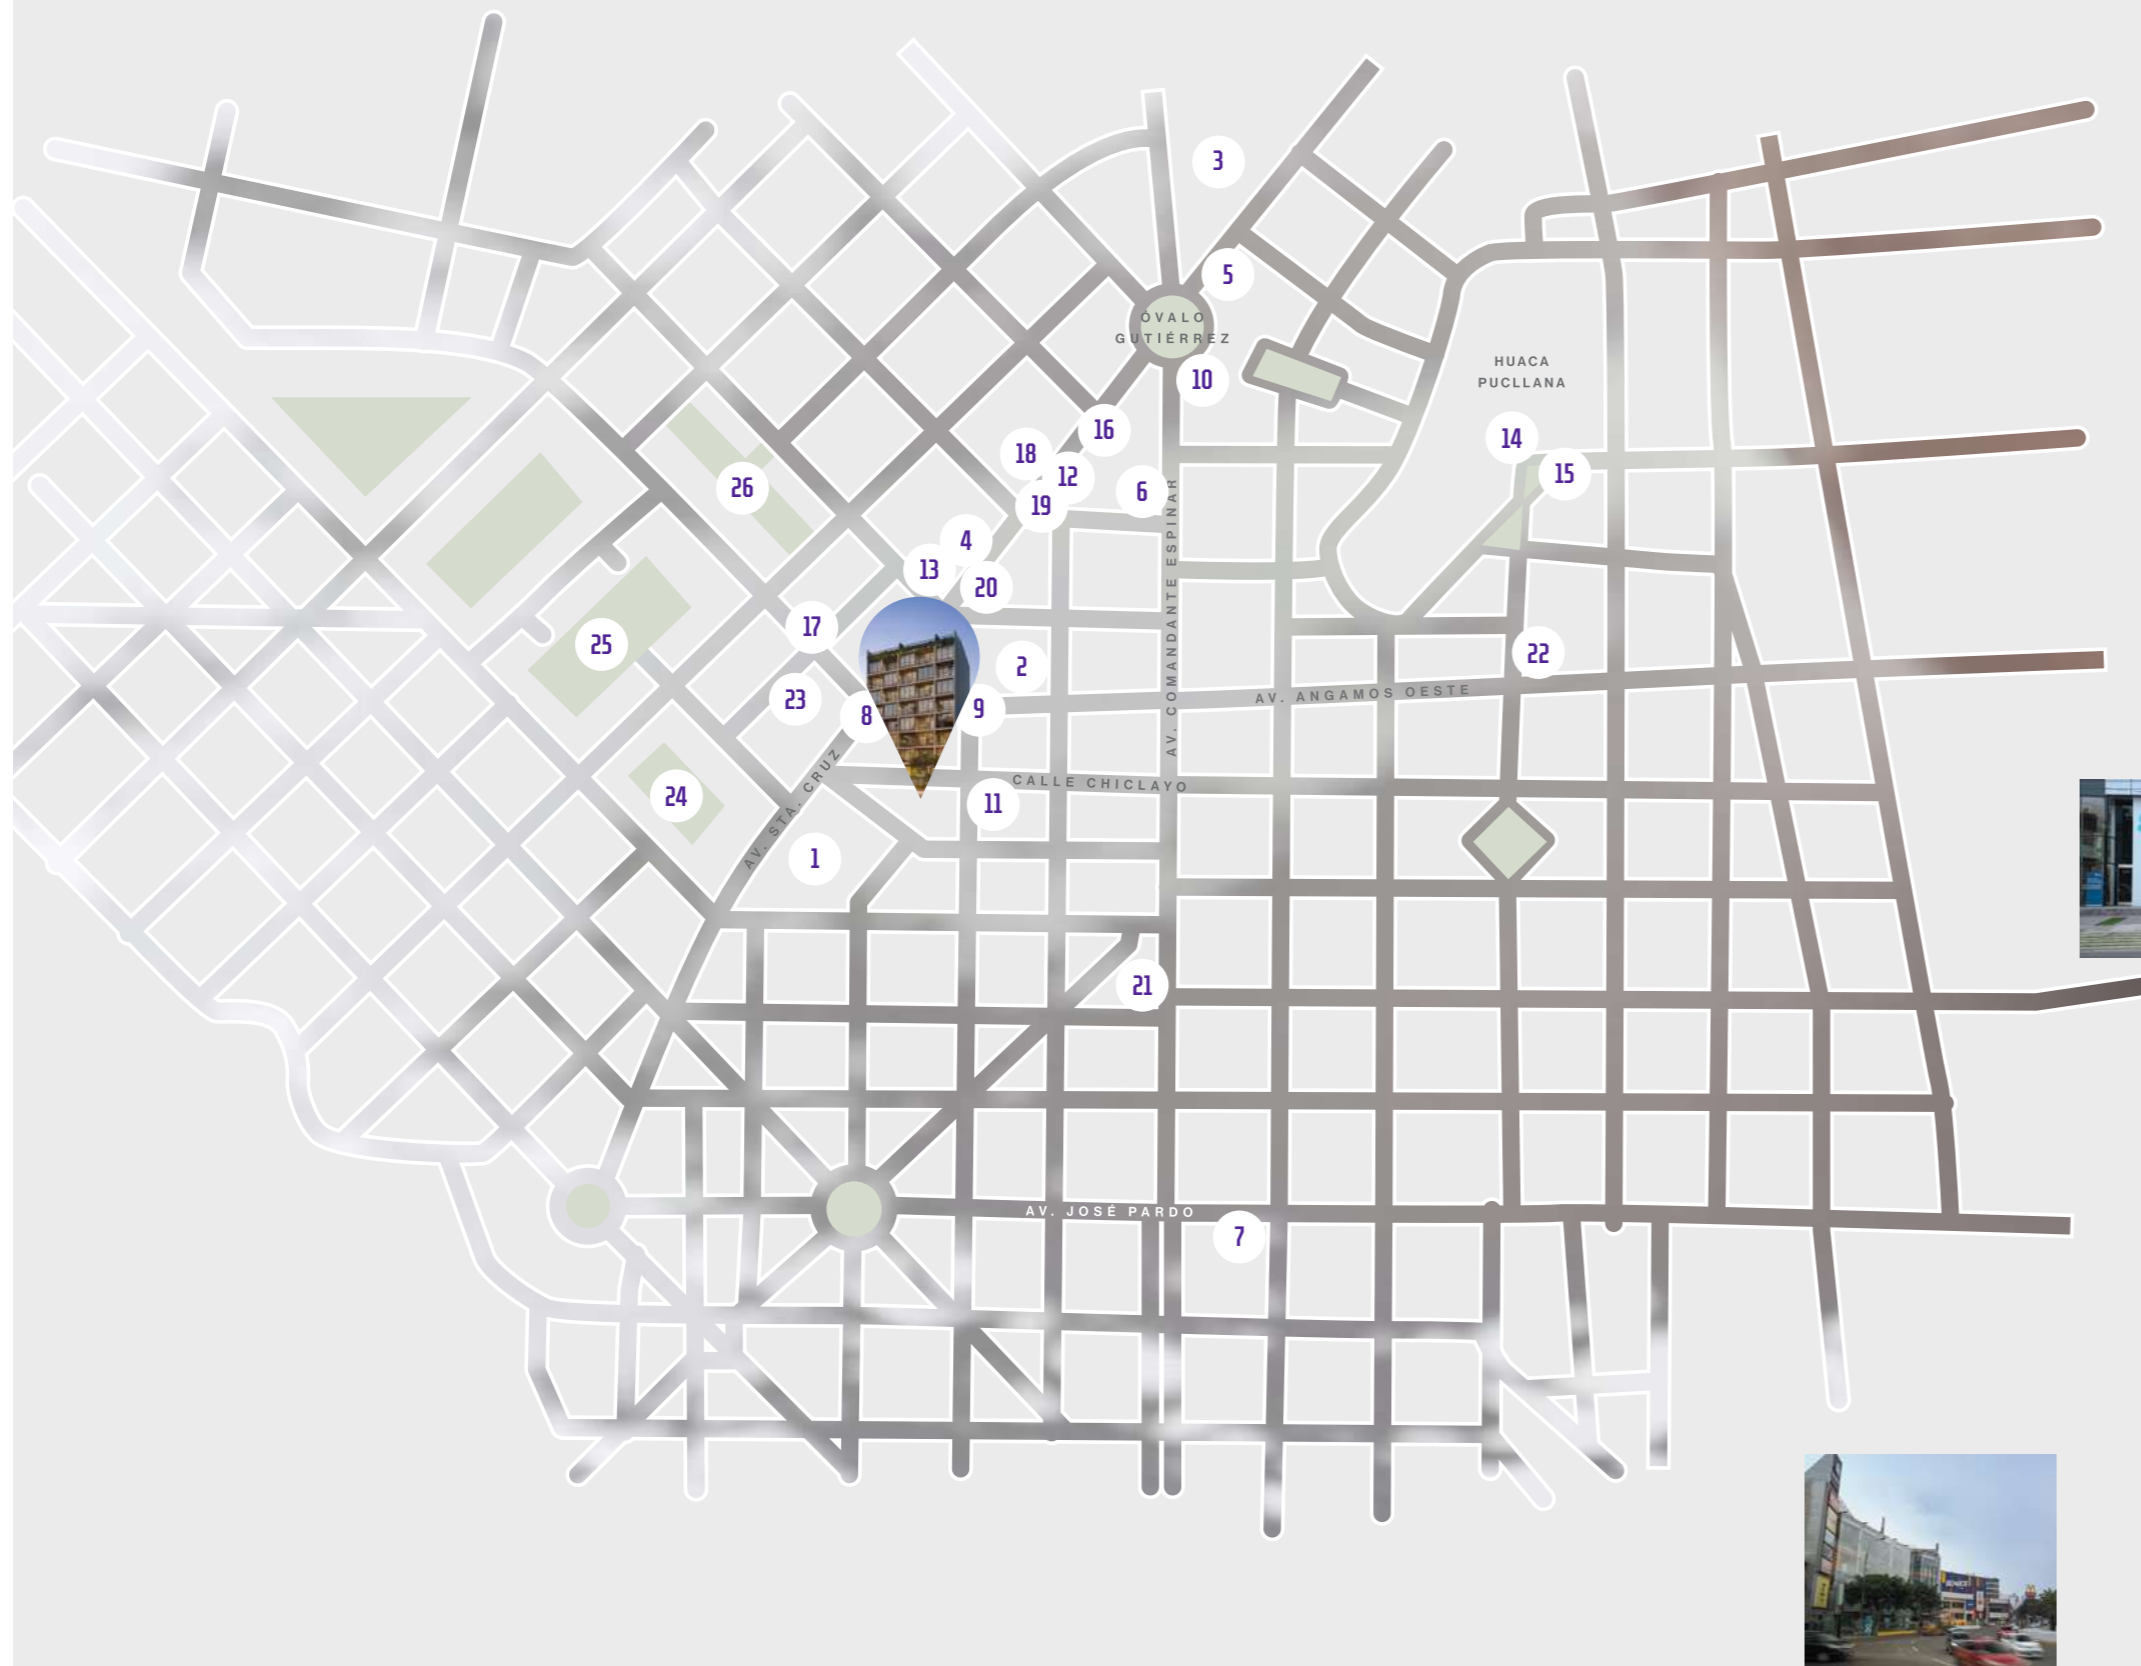 3
5
ÓVALO
GUTIÉRREZ
HUACA
PUCLLANA
10
16
14
18
12
15
6
26
19
4
13
20
17
25
22
2
AV. COMANDANTE ESPINAR
AV. ANGAMOS OESTE
23
8
9
CALLE CHICLAYO
24
11
AV. STA. CRUZ
1
21
AV. JOSÉ PARDO
7